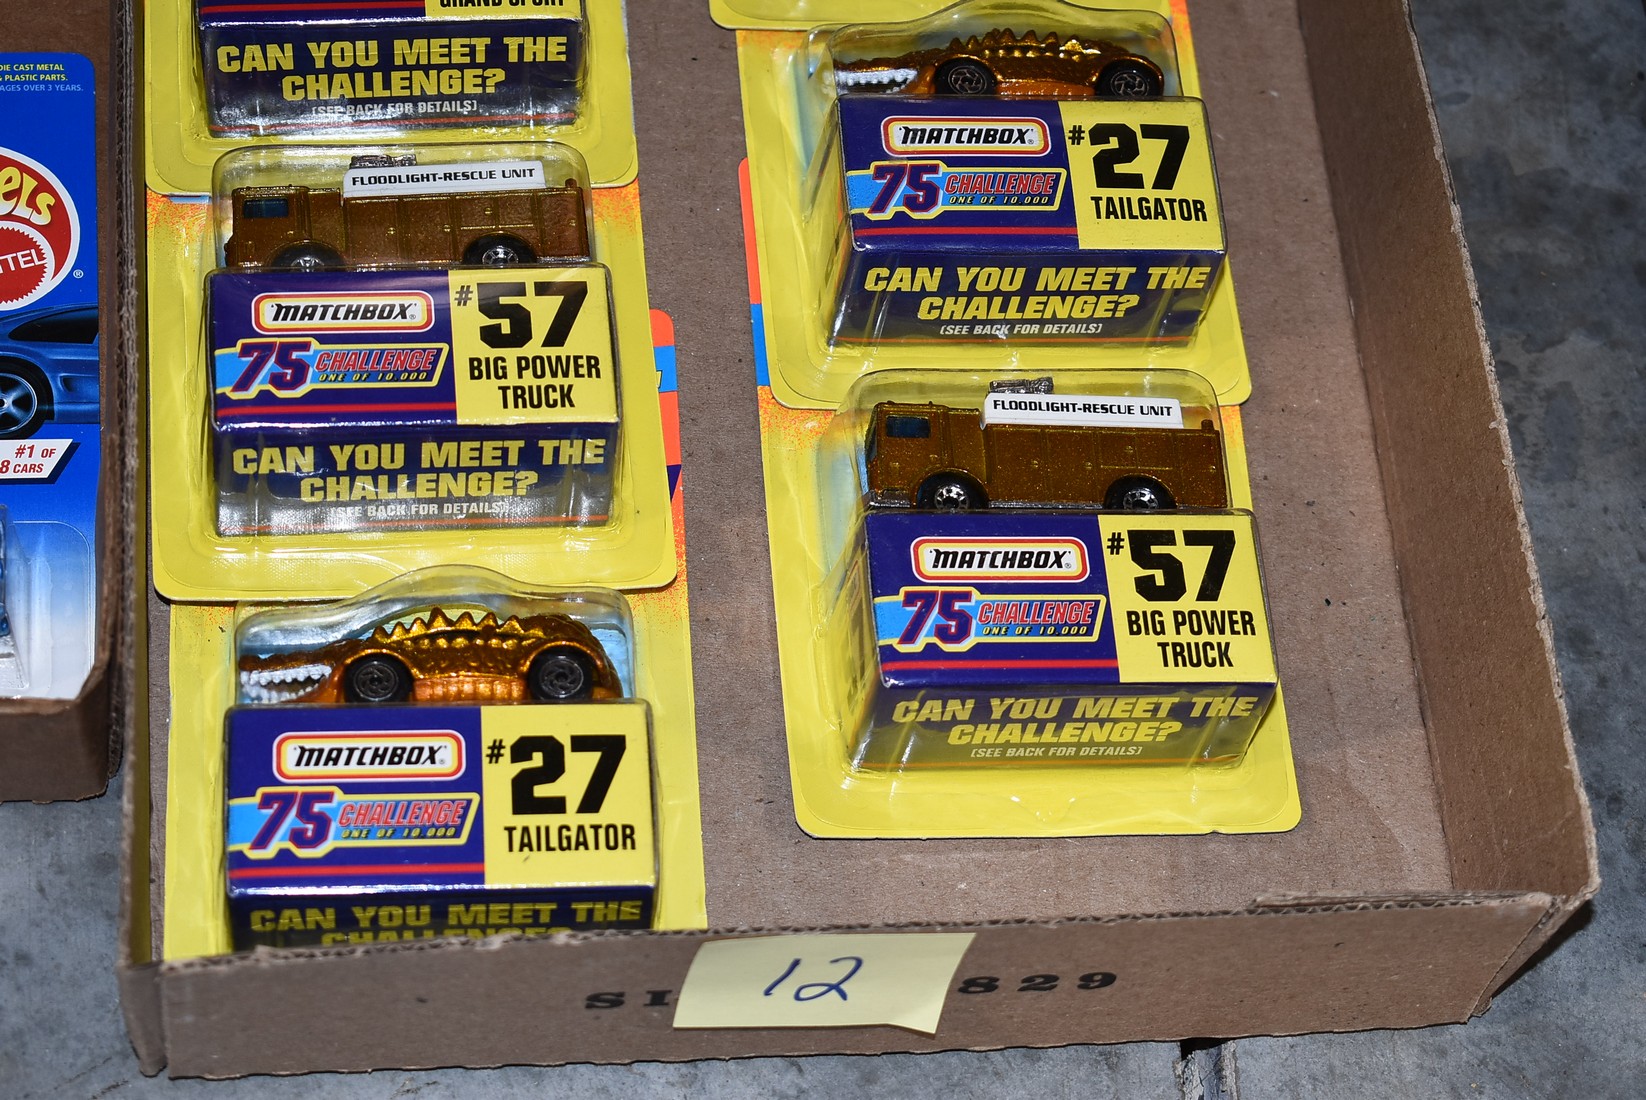 DIE CAST METAL
& PLASTIC PARTS.
AGES OVER 3 YEARS.
#1 OF
8 CARS
GRAND SPORT
CAN YOU MEET THE
CHALLENGE?
(SEE BACK FOR DETAILS)
FLOODLIGHT-RESCUE UNIT
MATCHBOX®
75 CHALLENGE
ONE OF 10,000
#57
BIG POWER
TRUCK
CAN YOU MEET THE
CHALLENGE?
(SEE BACK FOR DETAILS)
MATCHBOX®
75 CHALLENGE
ONE OF 10,000
#27
TAILGATOR
CAN YOU MEET THE
CHALLENGE?
MATCHBOX®
75 CHALLENGE
ONE OF 10,000
#27
TAILGATOR
CAN YOU MEET THE
CHALLENGE?
(SEE BACK FOR DETAILS)
FLOODLIGHT-RESCUE UNIT
MATCHBOX®
75 CHALLENGE
ONE OF 10,000
#57
BIG POWER
TRUCK
CAN YOU MEET THE
CHALLENGE?
(SEE BACK FOR DETAILS)
12
829